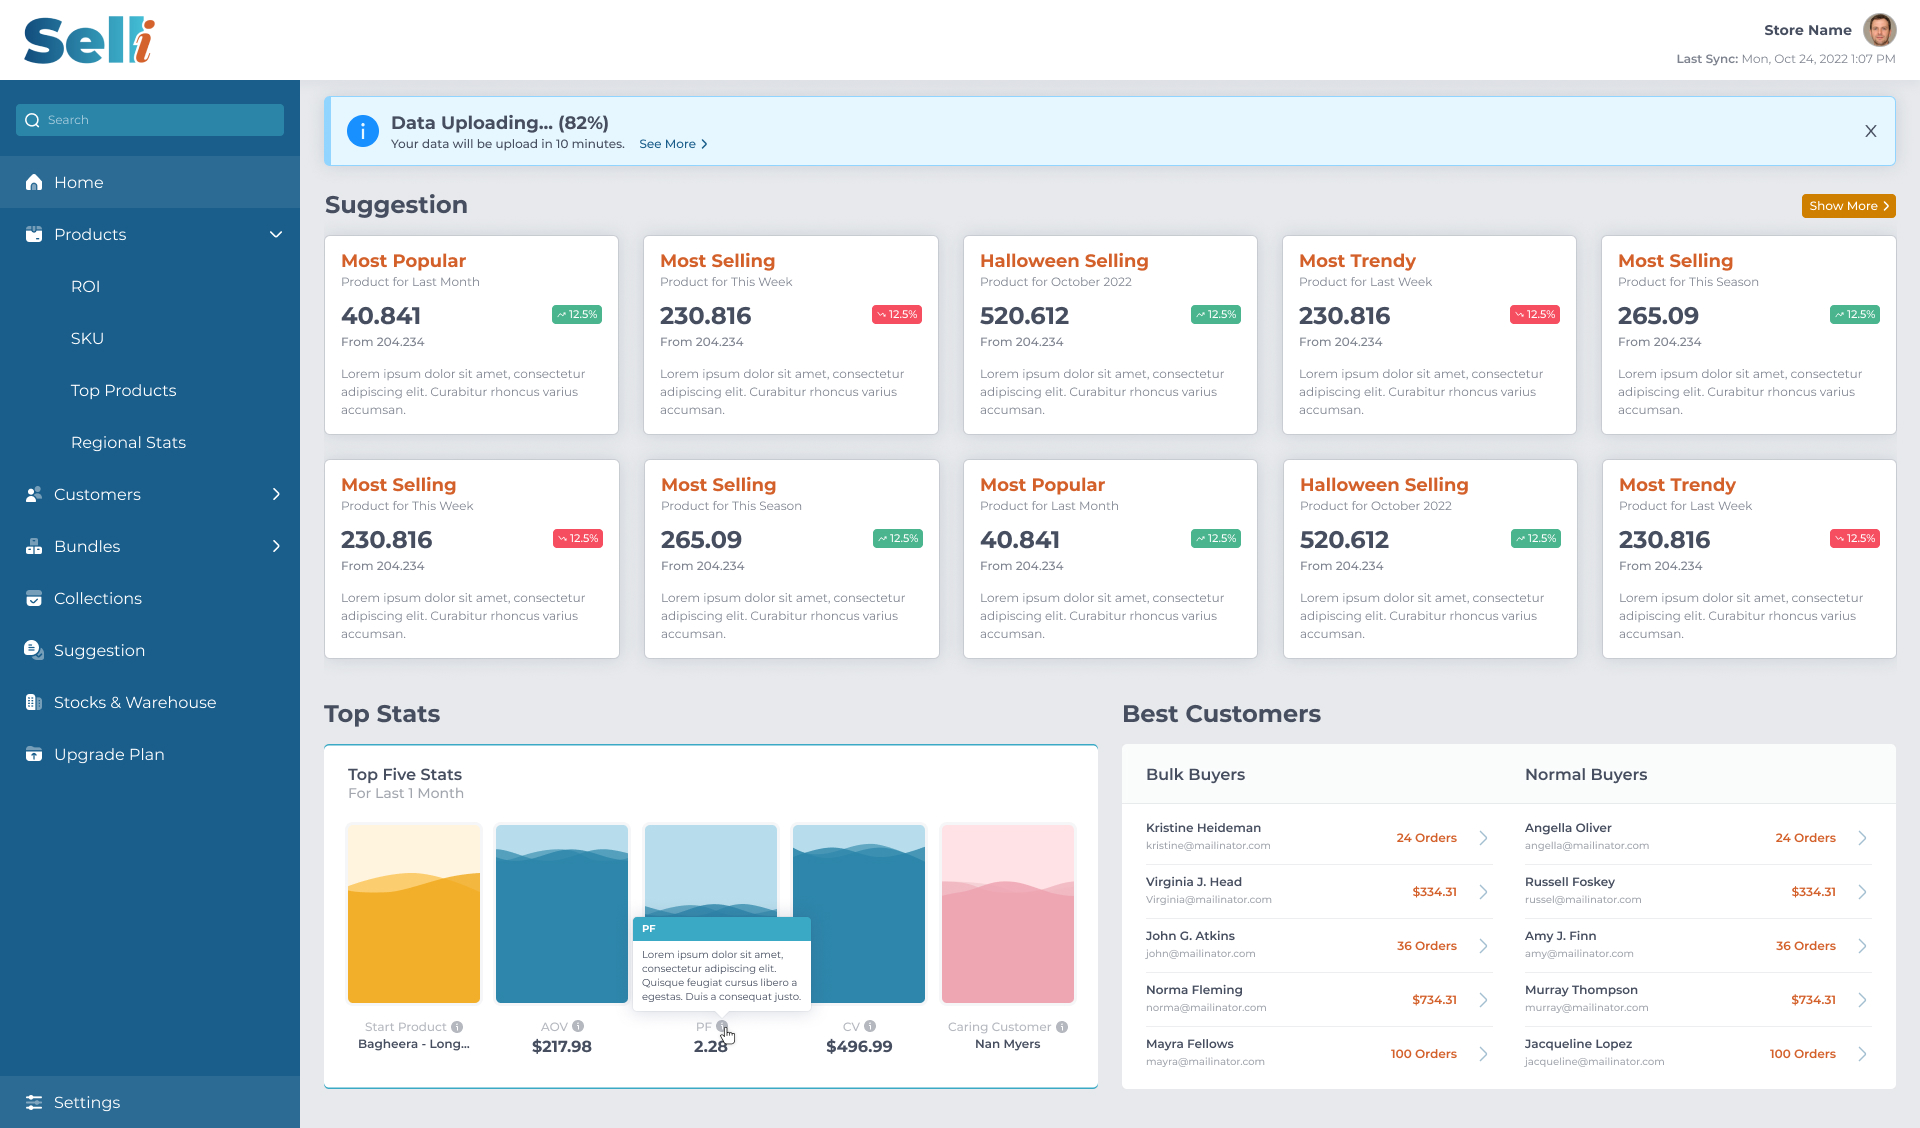 Selli
Store Name
Last Sync: Mon, Oct 24, 2022 1:07 PM
Search
Home
Products
ROI
SKU
Top Products
Regional Stats
Customers
Bundles
Collections
Suggestion
Stocks & Warehouse
Upgrade Plan
Settings
Data Uploading... (82%)
Your data will be upload in 10 minutes. See More
X
Suggestion
Show More
Most Popular
Product for Last Month
40.841
12.5%
From 204.234
Lorem ipsum dolor sit amet, consectetur
adipiscing elit. Curabitur rhoncus varius
accumsan.
Most Selling
Product for This Week
230.816
12.5%
From 204.234
Lorem ipsum dolor sit amet, consectetur
adipiscing elit. Curabitur rhoncus varius
accumsan.
Halloween Selling
Product for October 2022
520.612
12.5%
From 204.234
Lorem ipsum dolor sit amet, consectetur
adipiscing elit. Curabitur rhoncus varius
accumsan.
Most Trendy
Product for Last Week
230.816
12.5%
From 204.234
Lorem ipsum dolor sit amet, consectetur
adipiscing elit. Curabitur rhoncus varius
accumsan.
Most Selling
Product for This Season
265.09
12.5%
From 204.234
Lorem ipsum dolor sit amet, consectetur
adipiscing elit. Curabitur rhoncus varius
accumsan.
Most Selling
Product for This Week
230.816
12.5%
From 204.234
Lorem ipsum dolor sit amet, consectetur
adipiscing elit. Curabitur rhoncus varius
accumsan.
Most Selling
Product for This Season
265.09
12.5%
From 204.234
Lorem ipsum dolor sit amet, consectetur
adipiscing elit. Curabitur rhoncus varius
accumsan.
Most Popular
Product for Last Month
40.841
12.5%
From 204.234
Lorem ipsum dolor sit amet, consectetur
adipiscing elit. Curabitur rhoncus varius
accumsan.
Halloween Selling
Product for October 2022
520.612
12.5%
From 204.234
Lorem ipsum dolor sit amet, consectetur
adipiscing elit. Curabitur rhoncus varius
accumsan.
Most Trendy
Product for Last Week
230.816
12.5%
From 204.234
Lorem ipsum dolor sit amet, consectetur
adipiscing elit. Curabitur rhoncus varius
accumsan.
Top Stats
Top Five Stats
For Last 1 Month
PF
Lorem ipsum dolor sit amet,
consectetur adipiscing elit.
Quisque feugiat cursus libero a
egestas. Duis a consequat justo.
Start Product
Bagheera - Long...
AOV
$217.98
PF
2.28
CV
$496.99
Caring Customer
Nan Myers
Best Customers
Bulk Buyers
Kristine Heideman
kristine@mailinator.com
24 Orders
Virginia J. Head
Virginia@mailinator.com
$334.31
John G. Atkins
john@mailinator.com
36 Orders
Norma Fleming
norma@mailinator.com
$734.31
Mayra Fellows
mayra@mailinator.com
100 Orders
Normal Buyers
Angella Oliver
angella@mailinator.com
24 Orders
Russell Foskey
russel@mailinator.com
$334.31
Amy J. Finn
amy@mailinator.com
36 Orders
Murray Thompson
murray@mailinator.com
$734.31
Jacqueline Lopez
jacqueline@mailinator.com
100 Orders